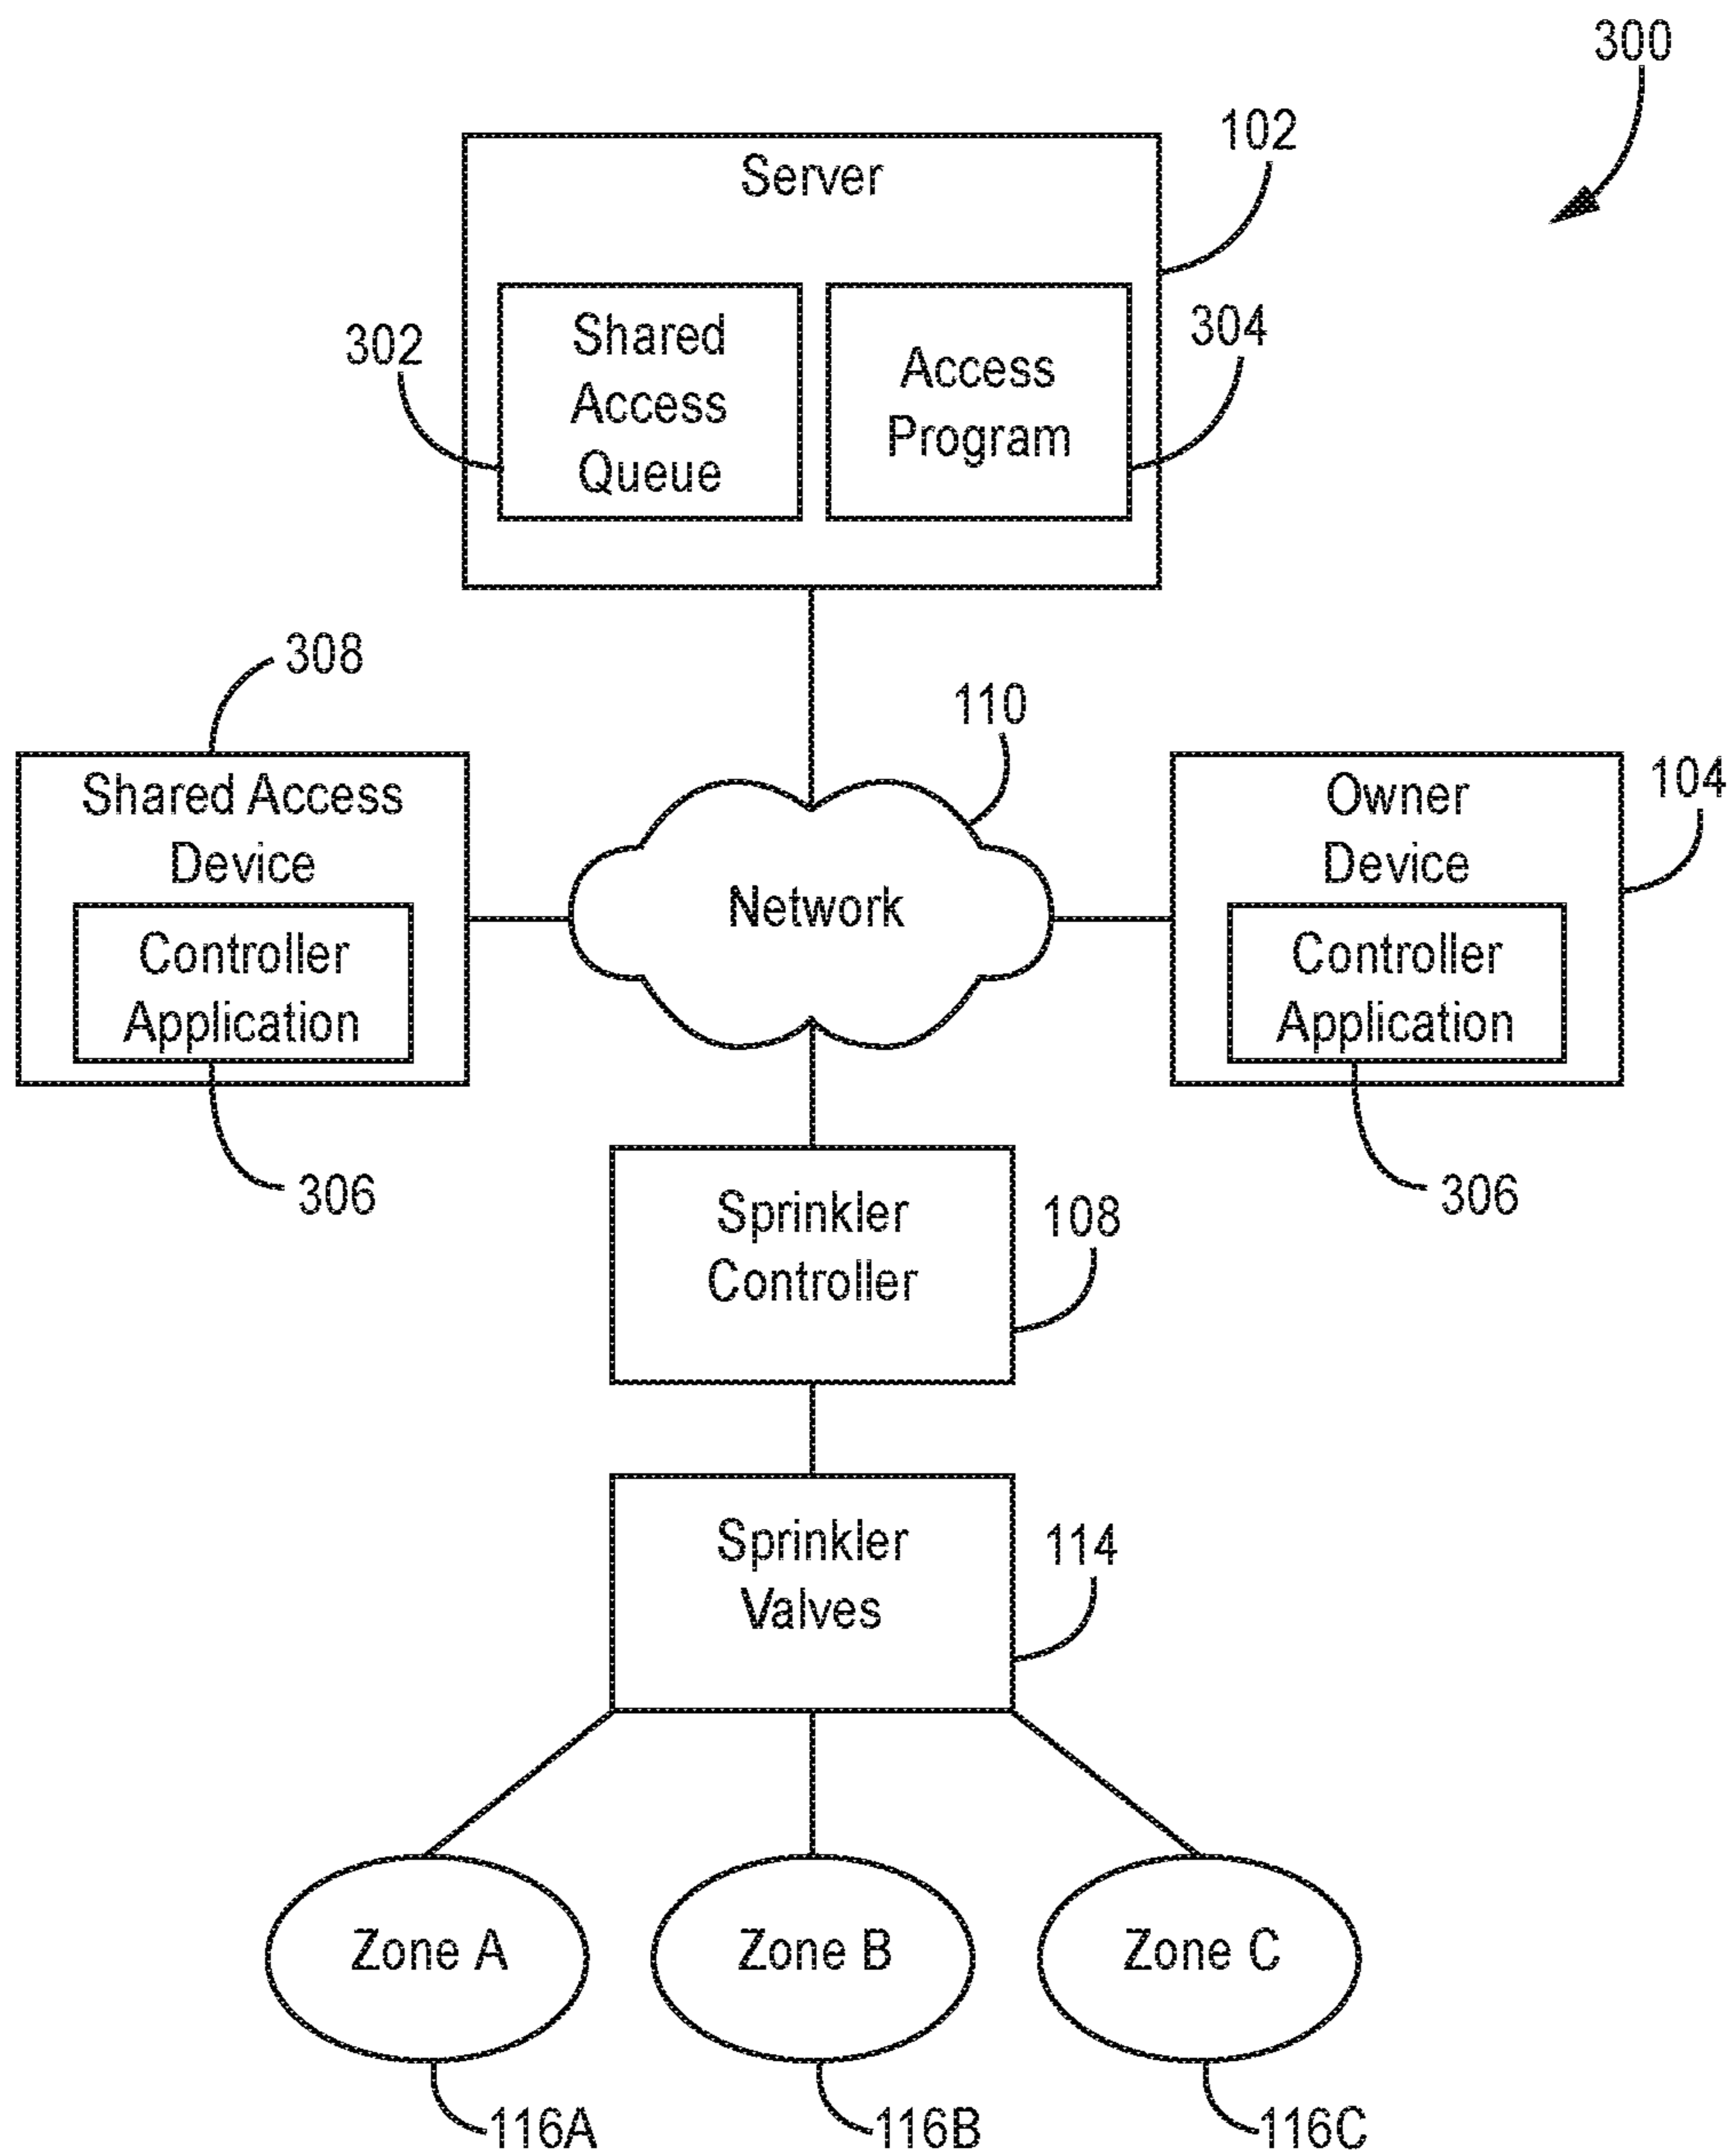 300
102
Server
302
Shared
Access
Queue
Access
Program
304
308
110
Shared Access
Device
Controller
Application
306
Network
Owner
Device
104
Controller
Application
306
Sprinkler
Controller
108
Sprinkler
Valves
114
Zone A
Zone B
Zone C
116A
116B
116C